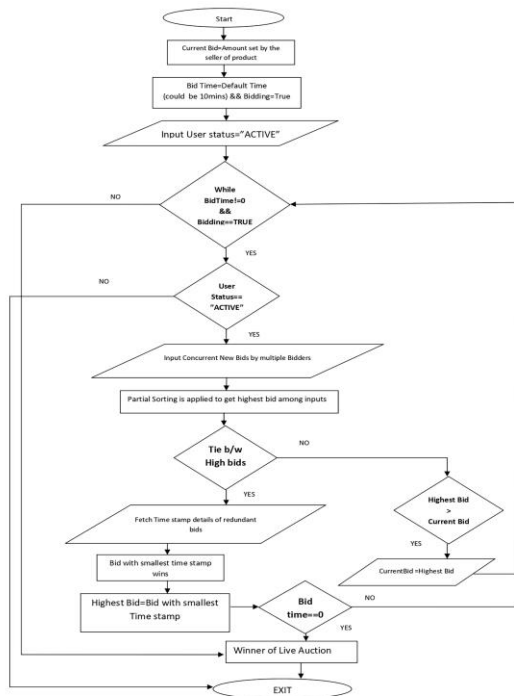 Start
Current Bid=Amount set by the
seller of product
Bid Time=Default Time
(could be 10mins) && Bidding=True
Input User status="ACTIVE"
NO
While
BidTime!=0
&&
Bidding==TRUE
YES
NO
User
Status==
"ACTIVE"
YES
Input Concurrent New Bids by multiple Bidders
Partial Sorting is applied to get highest bid among inputs
Tie b/w
High bids
NO
YES
Highest Bid
>
Current Bid
Fetch Time stamp details of redundant
bids
YES
CurrentBid =Highest Bid
Bid with smallest time stamp
wins
Highest Bid=Bid with smallest
Time stamp
Bid
time==0
NO
YES
Winner of Live Auction
EXIT